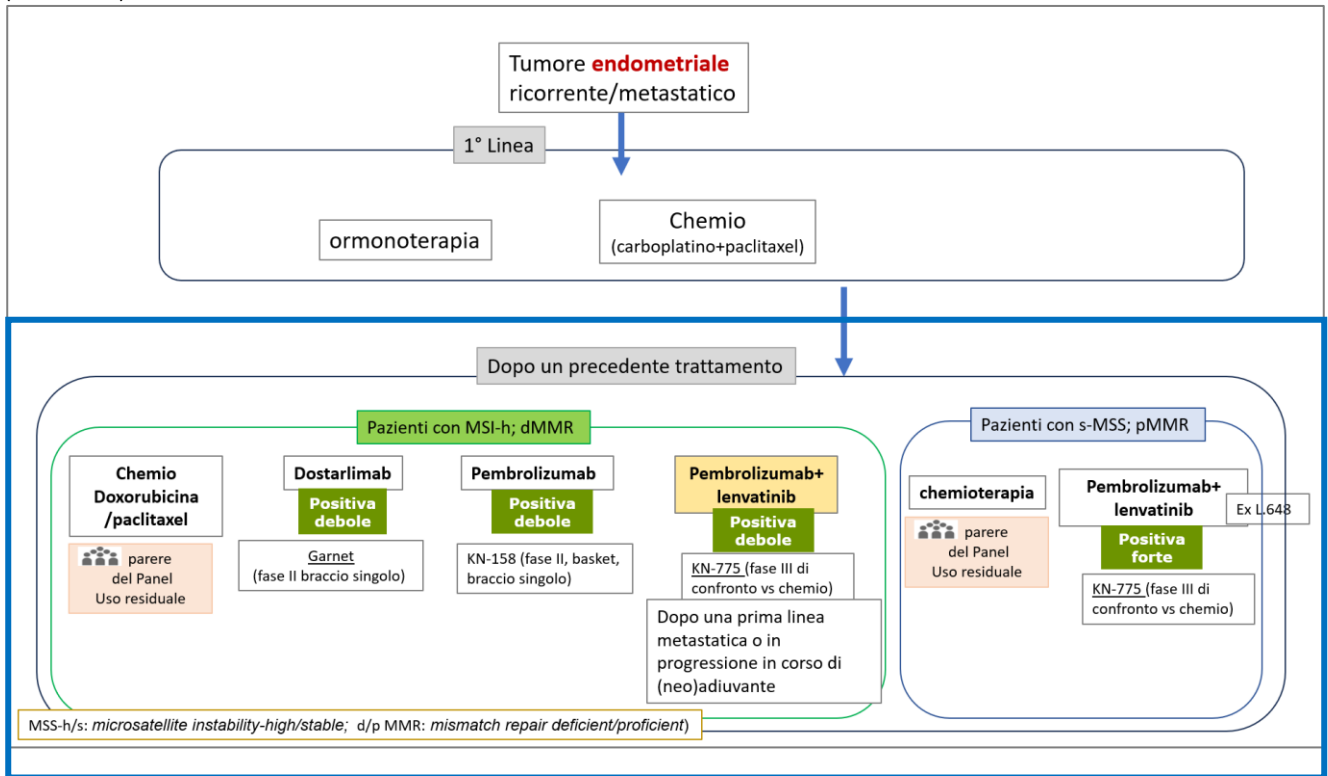 Tumore endometriale
ricorrente/metastatico
1° Linea
ormonoterapia
Chemio
(carboplatino+paclitaxel)
Dopo un precedente trattamento
Pazienti con MSI-h; dMMR
Chemio
Doxorubicina
/paclitaxel
parere
del Panel
Uso residuale
Dostarlimab
Positiva
debole
Garnet
(fase II braccio singolo)
Pembrolizumab
Positiva
debole
KN-158 (fase II, basket,
braccio singolo)
Pembrolizumab+
lenvatinib
Positiva
debole
KN-775 (fase III di
confronto vs chemio)
Dopo una prima linea
metastatica o in
progressione in corso di
(neo)adiuvante
Pazienti con s-MSS; pMMR
chemioterapia
parere
del Panel
Uso residuale
Pembrolizumab+
lenvatinib
Ex L.648
Positiva
forte
KN-775 (fase III di
confronto vs chemio)
MSS-h/s: microsatellite instability-high/stable; d/p MMR: mismatch repair deficient/proficient)